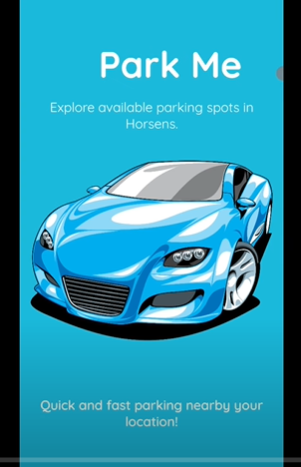 Park Me
Explore available parking spots in
Horsens.
Quick and fast parking nearby your
location!